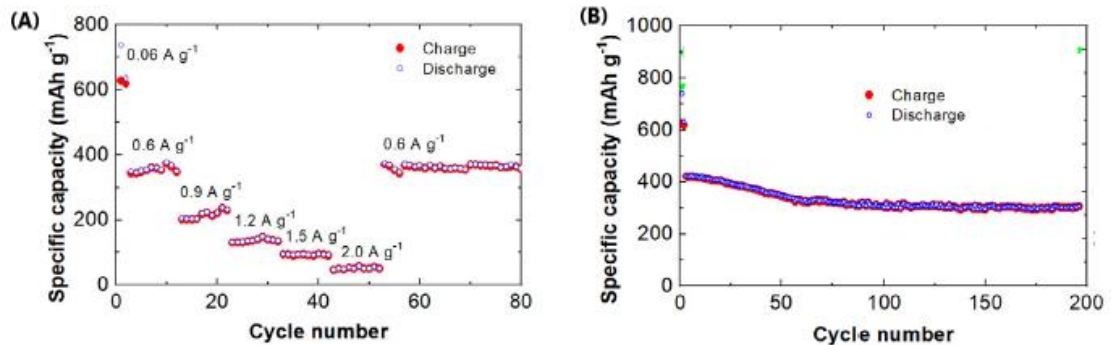 (A)
800
600
400
200
0
0
20
40
60
80
Specific capacity (mAh g⁻¹)
Cycle number
Charge
Discharge
0.06 A g⁻¹
0.6 A g⁻¹
0.9 A g⁻¹
1.2 A g⁻¹
1.5 A g⁻¹
2.0 A g⁻¹
0.6 A g⁻¹
(B)
1000
800
600
400
200
0
0
50
100
150
200
Specific capacity (mAh g⁻¹)
Cycle number
Charge
Discharge